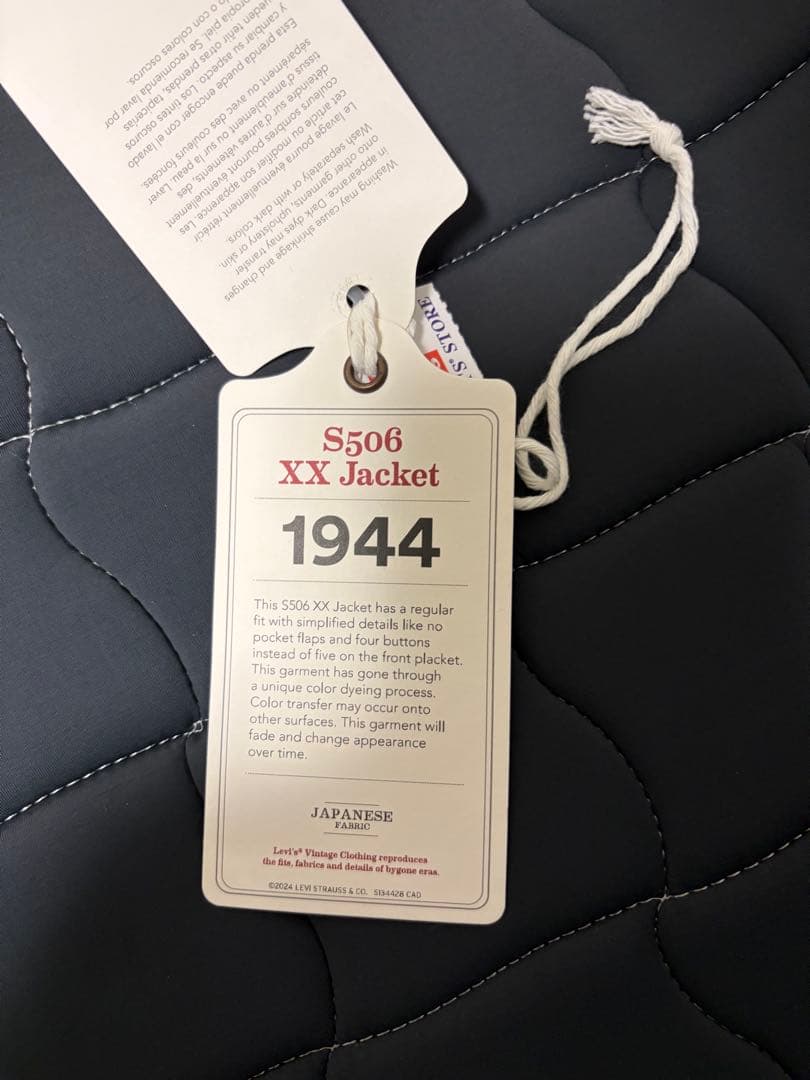 S506
XX Jacket
1944
This S506 XX Jacket has a regular
fit with simplified details like no
pocket flaps and four buttons
instead of five on the front placket.
This garment has gone through
a unique color dyeing process.
Color transfer may occur onto
other surfaces. This garment will
fade and change appearance
over time.
JAPANESE
FABRIC
Levi's® Vintage Clothing reproduces
the fits, fabrics and details of bygone eras.
©2024 LEVI STRAUSS & CO. 5134428 CAD
Washing may cause shrinkage and changes
in appearance. Dark dyes may transfer
onto other garments, upholstery or skin.
Wash separately or with dark colors.
Le lavage pourra éventuellement rétrécir
cet article ou modifier son apparence. Les
couleurs sombres pourront éventuellement
déteindre sur d'autres vêtements, des
tissus d'ameublement ou sur la peau. Laver
séparément ou avec des couleurs foncées.
Esta prenda puede encoger con el lavado
y cambiar su aspecto. Los tintes oscuros
pueden teñir otras prendas, tapicerías
propia piel. Se recomienda lavar por
o con colores oscuros.
'S® STORE